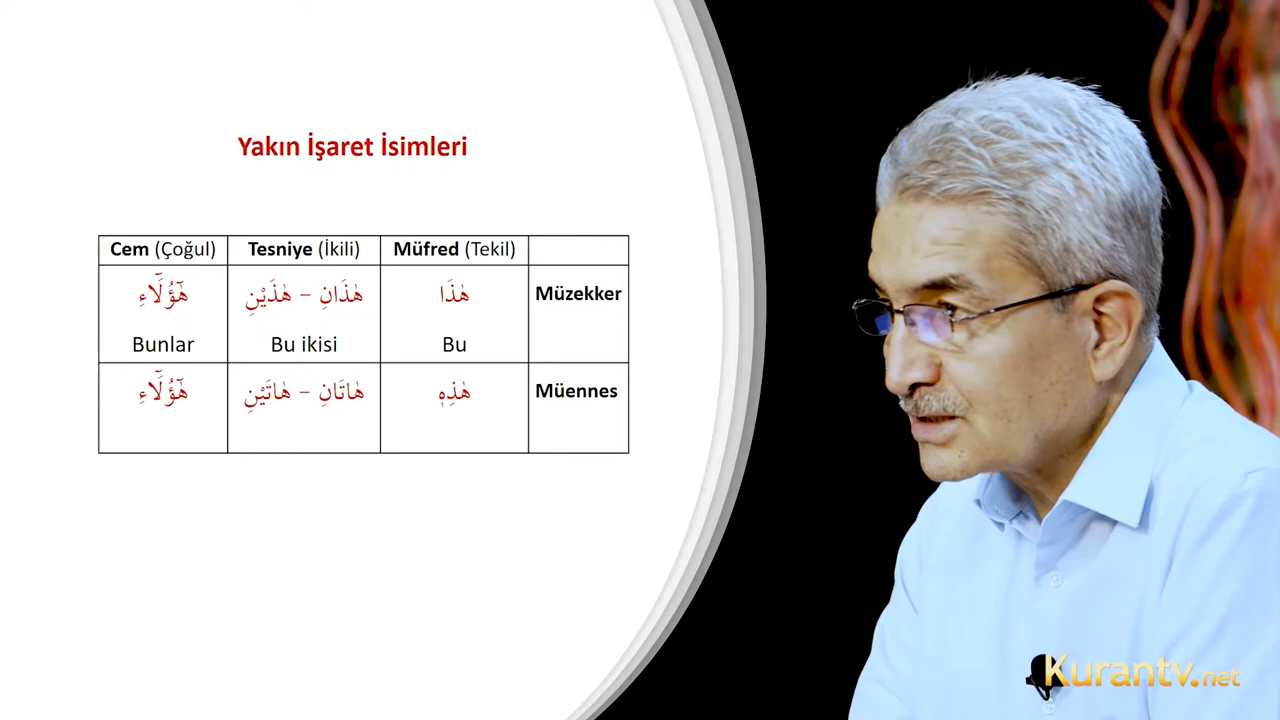 Yakın İşaret İsimleri
Cem (Çoğul) Tesniye (İkili) Müfred (Tekil)
هٰٓؤُلَٓاءِ هٰذَانِ – هٰذَيْنِ هٰذَا Müzekker
Bunlar Bu ikisi Bu
هٰٓؤُلَٓاءِ هٰاتَانِ – هٰاتَيْنِ هٰذِهٖ Müennes
Kurantv.net